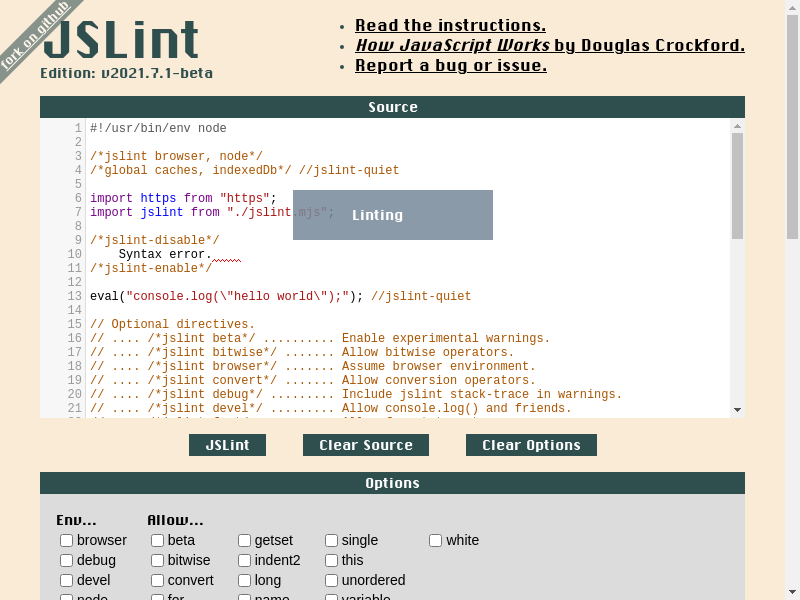 fork on github
JSLint
Edition: v2021.7.1-beta
Read the instructions.
How JavaScript Works by Douglas Crockford.
Report a bug or issue.
Source
1 #!/usr/bin/env node
2
3 /*jslint browser, node*/
4 /*global caches, indexedDb*/ //jslint-quiet
5
6 import https from "https";
7 import jslint from "./jslint.mjs";
Linting
8
9 /*jslint-disable*/
10     Syntax error.
11 /*jslint-enable*/
12
13 eval("console.log(\"hello world\");"); //jslint-quiet
14
15 // Optional directives.
16 // .... /*jslint beta*/ .......... Enable experimental warnings.
17 // .... /*jslint bitwise*/ ....... Allow bitwise operators.
18 // .... /*jslint browser*/ ....... Assume browser environment.
19 // .... /*jslint convert*/ ....... Allow conversion operators.
20 // .... /*jslint debug*/ ......... Include jslint stack-trace in warnings.
21 // .... /*jslint devel*/ ......... Allow console.log() and friends.
JSLint Clear Source Clear Options
Options
Env... Allow...
browser beta getset single white
debug bitwise indent2 this
devel convert long unordered
node for name variable